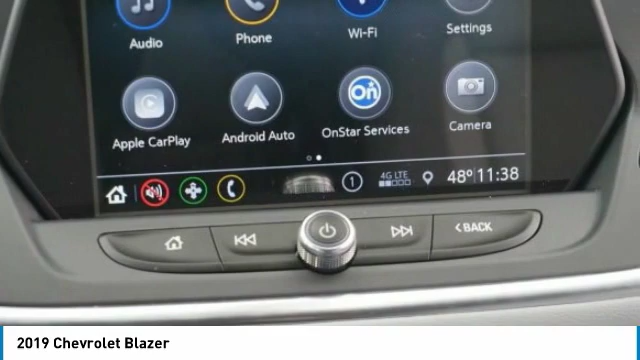 Audio
Phone
Wi-Fi
Settings
Apple CarPlay
Android Auto
On
OnStar Services
Camera
1
4G LTE
48° 11:38
< BACK
2019 Chevrolet Blazer